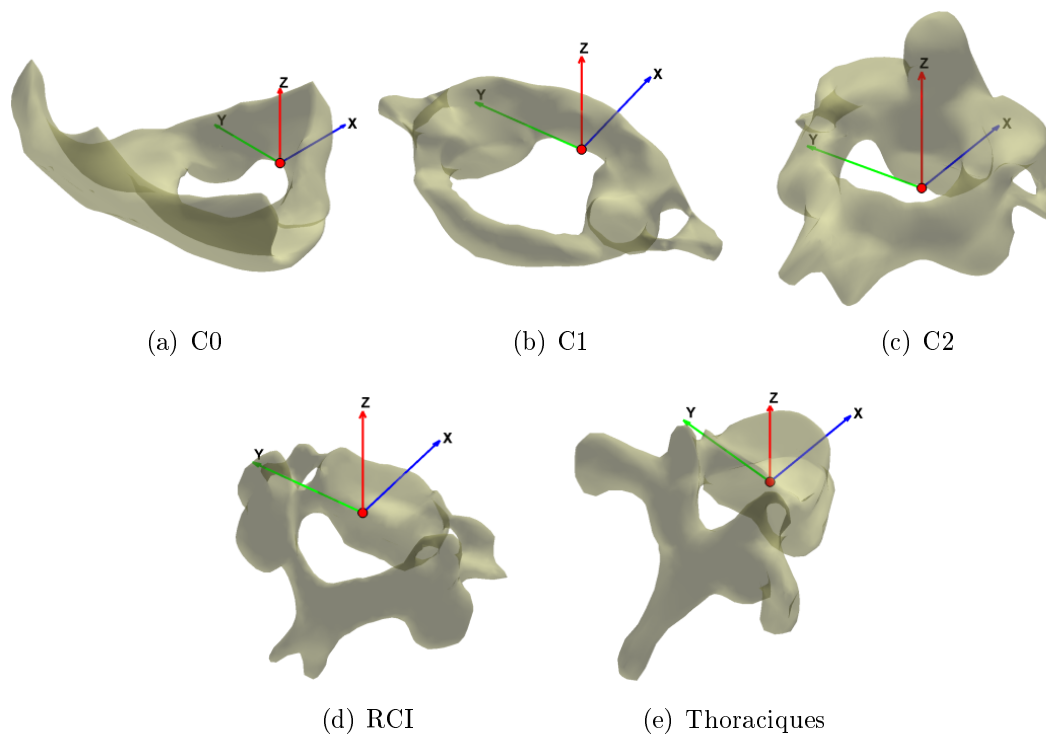 Z
Y
X
Z
X
Y
Z
X
Y
(a) C0
(b) C1
(c) C2
Z
X
Y
Z
Y
X
(d) RCI
(e) Thoraciques